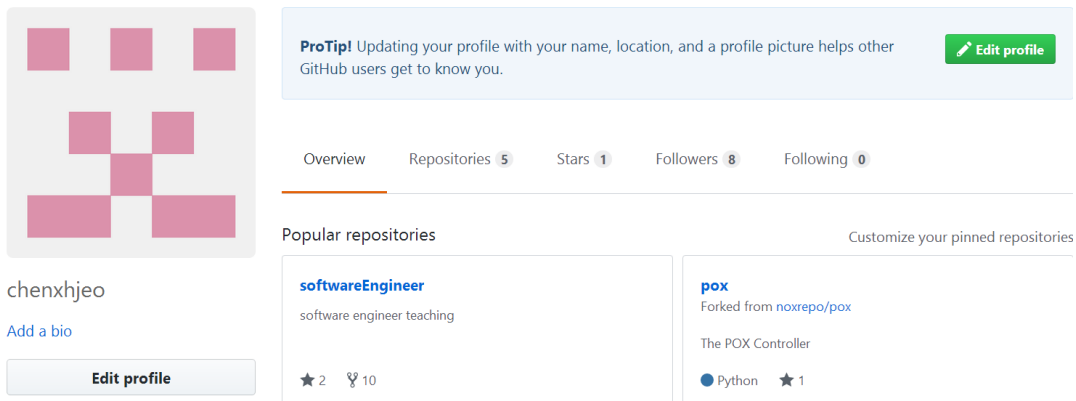 ProTip! Updating your profile with your name, location, and a profile picture helps other
GitHub users get to know you.
Edit profile
Overview Repositories 5 Stars 1 Followers 8 Following 0
Popular repositories
Customize your pinned repositories
chenxhjeo
Add a bio
Edit profile
softwareEngineer
software engineer teaching
2 10
pox
Forked from noxrepo/pox
The POX Controller
Python 1